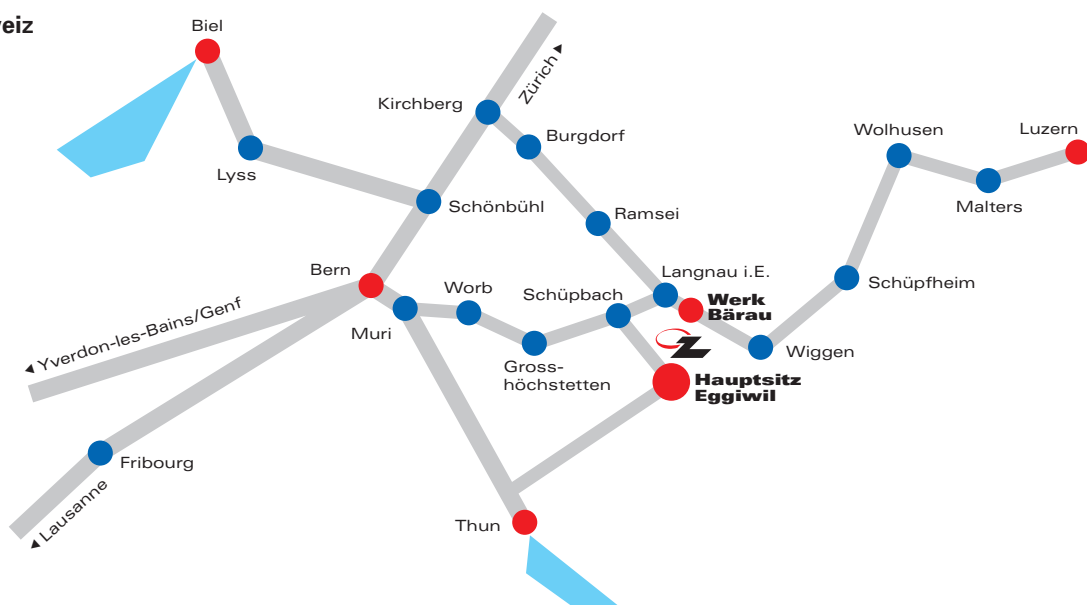 Biel
Zürich
Kirchberg
Burgdorf
Wolhusen
Luzern
Lyss
Malters
Schönbühl
Ramsei
Bern
Langnau i.E.
Schüpfheim
Worb
Schüpbach
Werk
Bärau
Yverdon-les-Bains/Genf
Muri
Wiggen
Gross-
höchstetten
Hauptsitz
Eggiwil
Fribourg
Lausanne
Thun